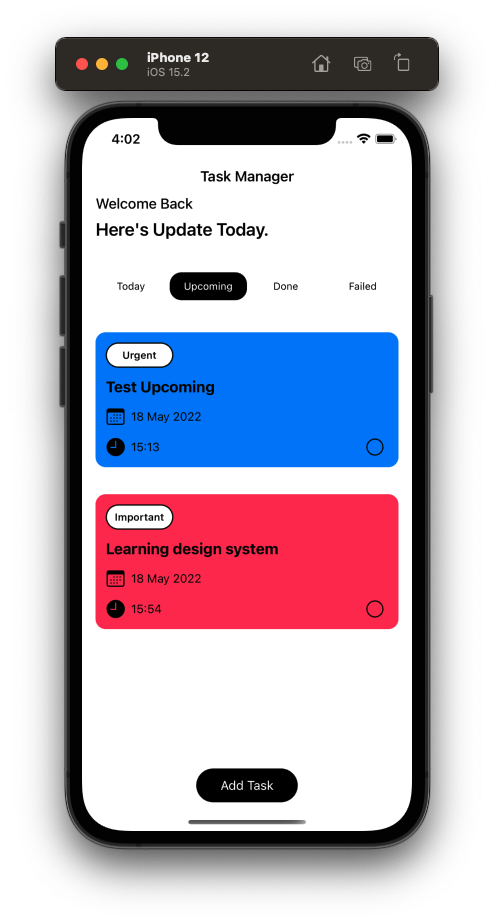 iPhone 12
iOS 15.2
4:02
Task Manager
Welcome Back
Here's Update Today.
Today Upcoming Done Failed
Urgent
Test Upcoming
18 May 2022
15:13
Important
Learning design system
18 May 2022
15:54
Add Task